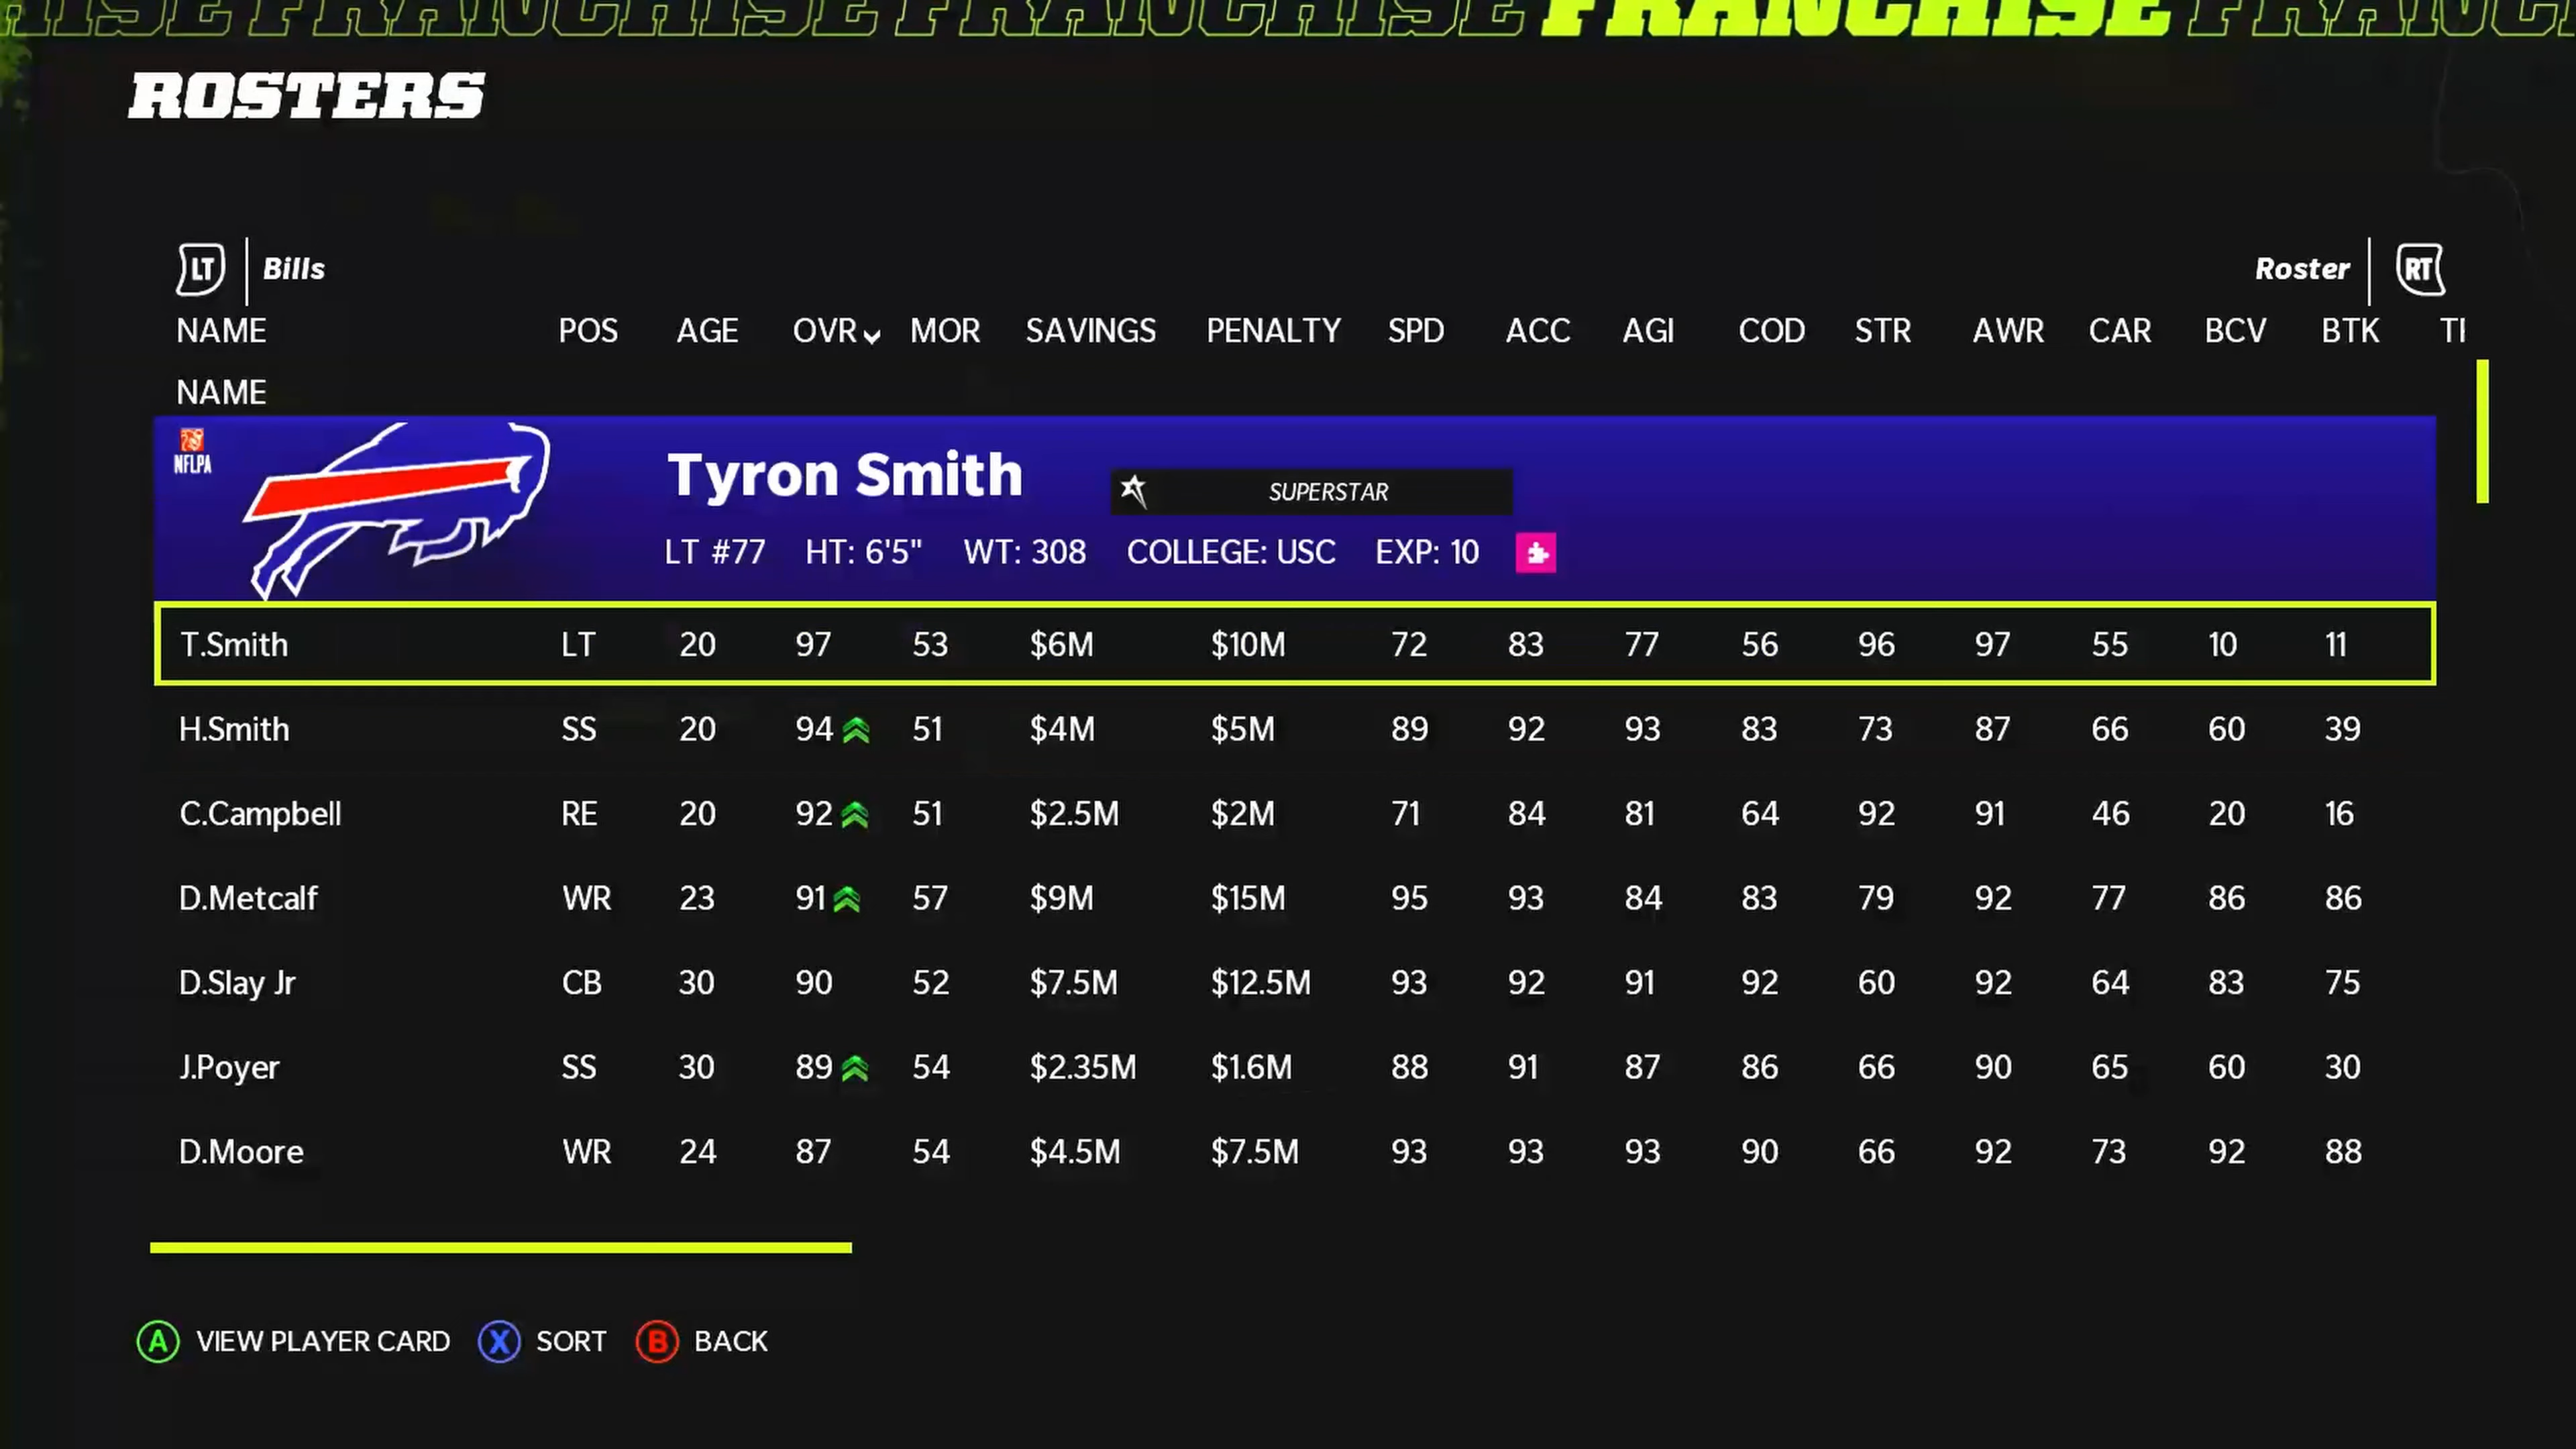 FRANCHISE FRANCHISE FRANCHISE
ROSTERS
LT Bills Roster RT
NAME POS AGE OVR MOR SAVINGS PENALTY SPD ACC AGI COD STR AWR CAR BCV BTK
NAME
NFLPA
Tyron Smith SUPERSTAR
LT #77 HT: 6'5" WT: 308 COLLEGE: USC EXP: 10
T.Smith LT 20 97 53 $6M $10M 72 83 77 56 96 97 55 10 11
H.Smith SS 20 94 51 $4M $5M 89 92 93 83 73 87 66 60 39
C.Campbell RE 20 92 51 $2.5M $2M 71 84 81 64 92 91 46 20 16
D.Metcalf WR 23 91 57 $9M $15M 95 93 84 83 79 92 77 86 86
D.Slay Jr CB 30 90 52 $7.5M $12.5M 93 92 91 92 60 92 64 83 75
J.Poyer SS 30 89 54 $2.35M $1.6M 88 91 87 86 66 90 65 60 30
D.Moore WR 24 87 54 $4.5M $7.5M 93 93 93 90 66 92 73 92 88
A VIEW PLAYER CARD X SORT B BACK